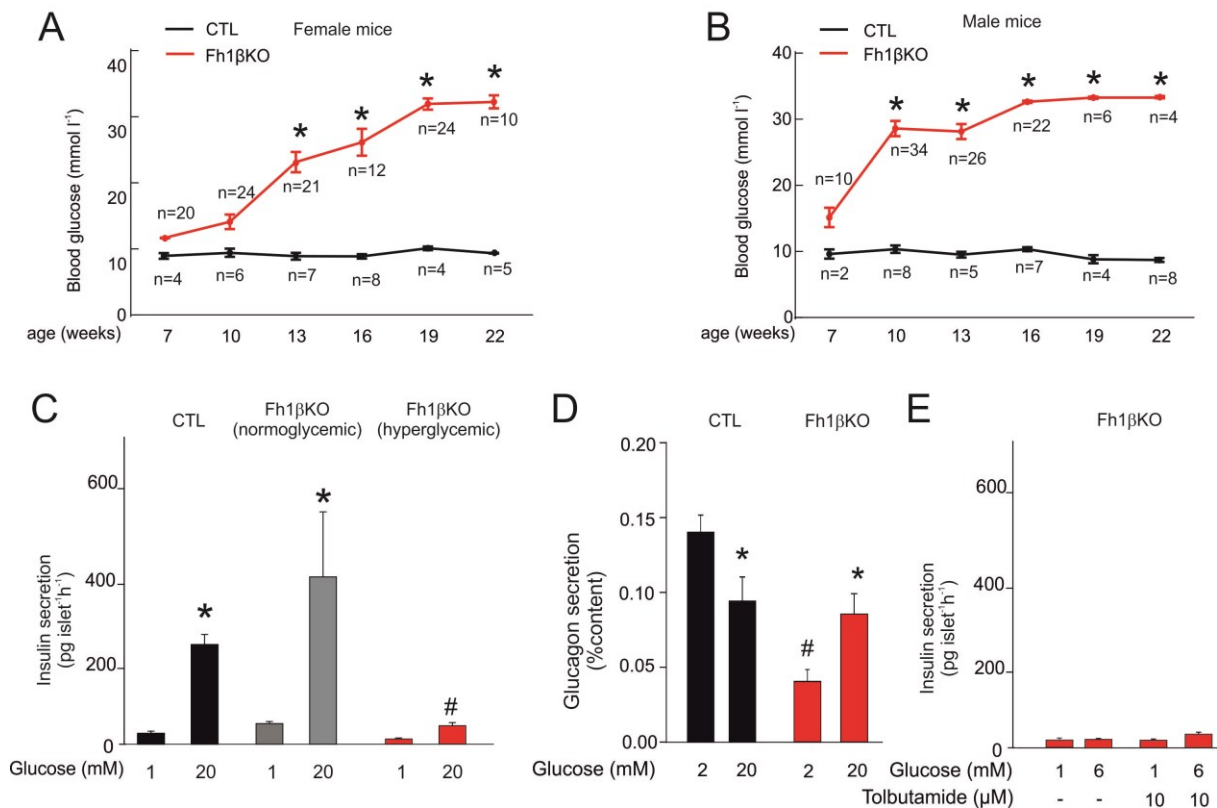 A
Female mice
CTL
Fh1βKO
Blood glucose (mmol l⁻¹)
40
30
20
10
0
n=20
n=24
n=21
n=12
n=24
n=10
* * * *
n=4
n=6
n=7
n=8
n=4
n=5
age (weeks) 7 10 13 16 19 22
B
Male mice
CTL
Fh1βKO
Blood glucose (mmol l⁻¹)
40
30
20
10
0
n=10
n=34
n=26
n=22
n=6
n=4
* * * * *
n=2
n=8
n=5
n=7
n=4
n=8
age (weeks) 7 10 13 16 19 22
C
CTL
Fh1βKO
(normoglycemic)
Fh1βKO
(hyperglycemic)
Insulin secretion
(pg islet⁻¹h⁻¹)
600
400
200
0
*
*
#
Glucose (mM) 1 20 1 20 1 20
D
CTL
Fh1βKO
Glucagon secretion
(%content)
0.20
0.15
0.10
0.05
0.00
*
#
*
Glucose (mM) 2 20 2 20
E
Fh1βKO
Insulin secretion
(pg islet⁻¹h⁻¹)
600
400
200
0
Glucose (mM) 1 6 1 6
Tolbutamide (µM) - - 10 10